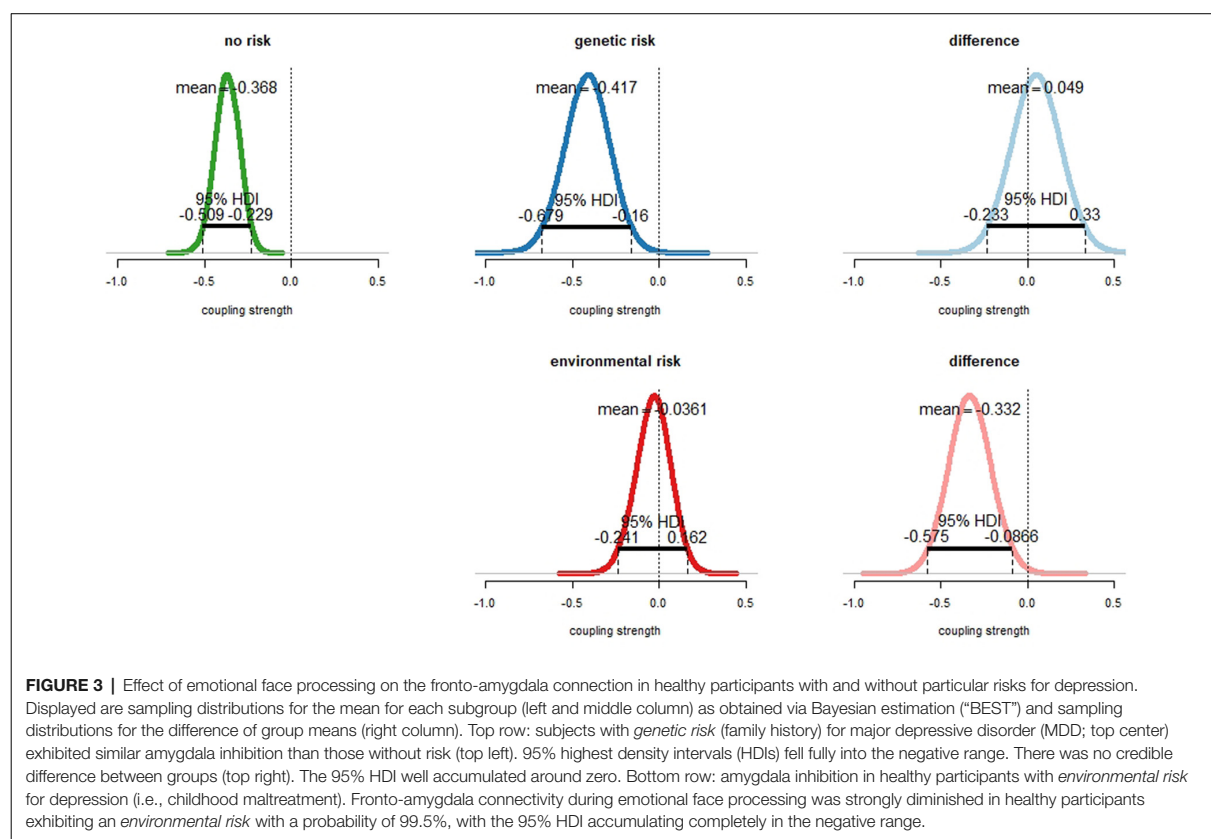 no risk
mean = -0.368
95% HDI
-0.509 -0.229
-1.0 -0.5 0.0 0.5
coupling strength
genetic risk
mean = -0.417
95% HDI
-0.679 -0.16
-1.0 -0.5 0.0 0.5
coupling strength
difference
mean = 0.049
95% HDI
-0.233 0.33
-1.0 -0.5 0.0 0.5
coupling strength
environmental risk
mean = -0.0361
95% HDI
-0.241 0.162
-1.0 -0.5 0.0 0.5
coupling strength
difference
mean = -0.332
95% HDI
-0.575 -0.0866
-1.0 -0.5 0.0 0.5
coupling strength
FIGURE 3 | Effect of emotional face processing on the fronto-amygdala connection in healthy participants with and without particular risks for depression.
Displayed are sampling distributions for the mean for each subgroup (left and middle column) as obtained via Bayesian estimation (“BEST”) and sampling
distributions for the difference of group means (right column). Top row: subjects with genetic risk (family history) for major depressive disorder (MDD; top center)
exhibited similar amygdala inhibition than those without risk (top left). 95% highest density intervals (HDIs) fell fully into the negative range. There was no credible
difference between groups (top right). The 95% HDI well accumulated around zero. Bottom row: amygdala inhibition in healthy participants with environmental risk
for depression (i.e., childhood maltreatment). Fronto-amygdala connectivity during emotional face processing was strongly diminished in healthy participants
exhibiting an environmental risk with a probability of 99.5%, with the 95% HDI accumulating completely in the negative range.